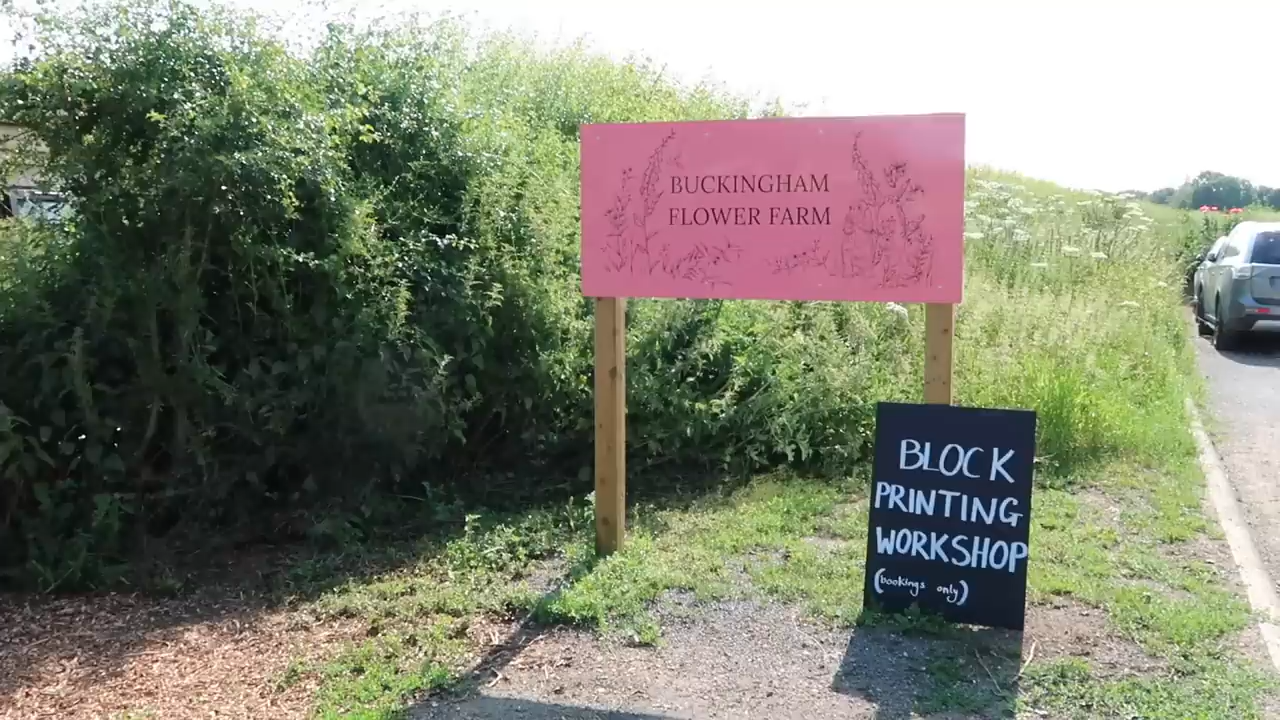 BUCKINGHAM
FLOWER FARM
BLOCK
PRINTING
WORKSHOP
(bookings only)